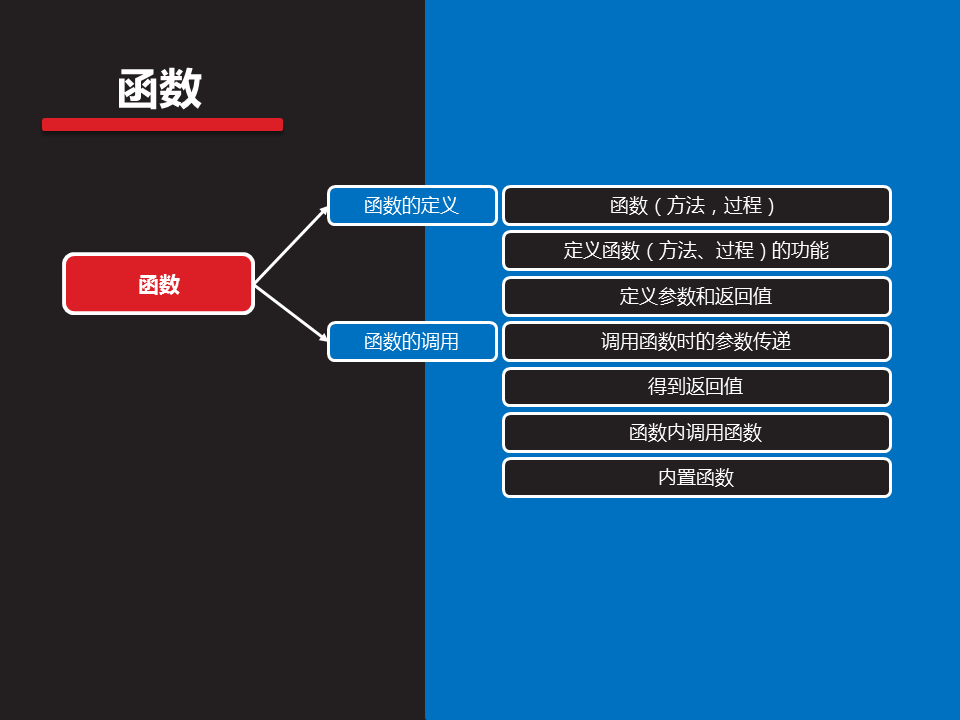 函数
函数
函数的定义
函数（方法，过程）
定义函数（方法、过程）的功能
定义参数和返回值
函数的调用
调用函数时的参数传递
得到返回值
函数内调用函数
内置函数